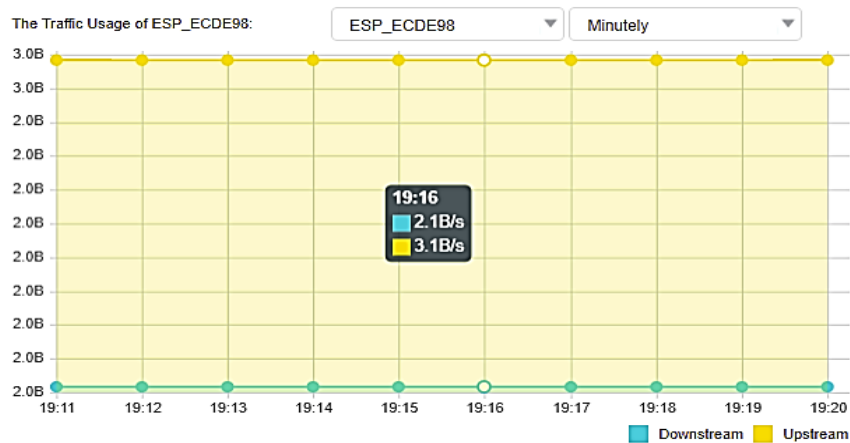 The Traffic Usage of ESP_ECDE98: ESP_ECDE98 Minutely
3.0B
3.0B
2.0B
2.0B
2.0B
2.0B
2.0B
2.0B
2.0B
2.0B
2.0B
19:16
2.1B/s
3.1B/s
19:11 19:12 19:13 19:14 19:15 19:16 19:17 19:18 19:19 19:20
Downstream Upstream